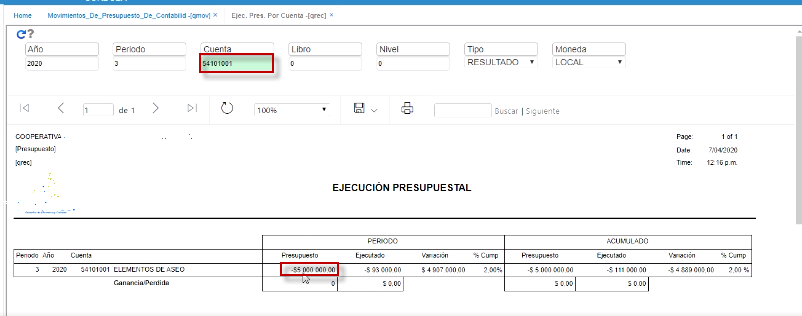 Home Movimientos_De_Presupuesto_De_Contabilid -[qmov] × Ejec. Pres. Por Cuenta -[qrec] ×
Año Periodo Cuenta Libro Nivel Tipo Moneda
2020 3 54101001 0 0 RESULTADO LOCAL
1 de 1 100% Buscar | Siguiente
COOPERATIVA - Page: 1 of 1
[Presupuesto] Date 7/04/2020
[qrec] Time: 12:16 p.m.
EJECUCIÓN PRESUPUESTAL
PERIODO ACUMULADO
Periodo Año Cuenta Presupuesto Ejecutado Variación % Cump Presupuesto Ejecutado Variación % Cump
3 2020 54101001 ELEMENTOS DE ASEO -$5 000 000.00 -$ 93 000.00 $ 4 907 000.00 2,00% -$ 5 000 000.00 -$ 111 000.00 -$ 4 889 000.00 2,00 %
Ganancia/Perdida 0 $ 0.00 $ 0.00 $ 0.00